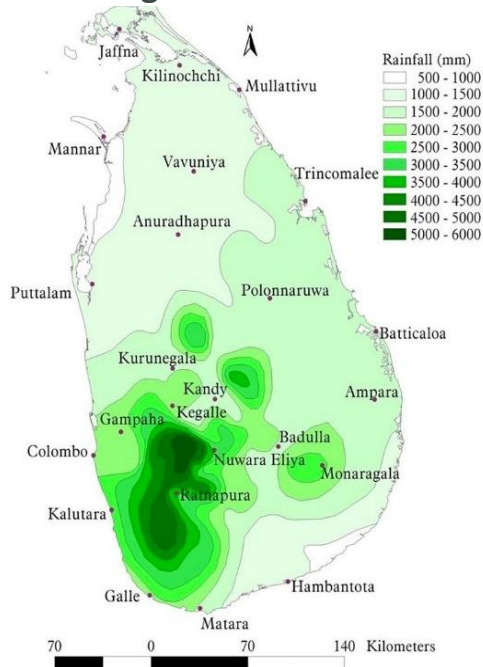 Jaffna
N
Kilinochchi
Mullattivu
Rainfall (mm)
500 - 1000
1000 - 1500
1500 - 2000
2000 - 2500
2500 - 3000
3000 - 3500
3500 - 4000
4000 - 4500
4500 - 5000
5000 - 6000
Mannar
Vavuniya
Trincomalee
Anuradhapura
Puttalam
Polonnaruwa
Batticaloa
Kurunegala
Kandy
Ampara
Kegalle
Gampaha
Badulla
Colombo
Nuwara Eliya
Monaragala
Ratnapura
Kalutara
Hambantota
Galle
Matara
70 0 70 140 Kilometers